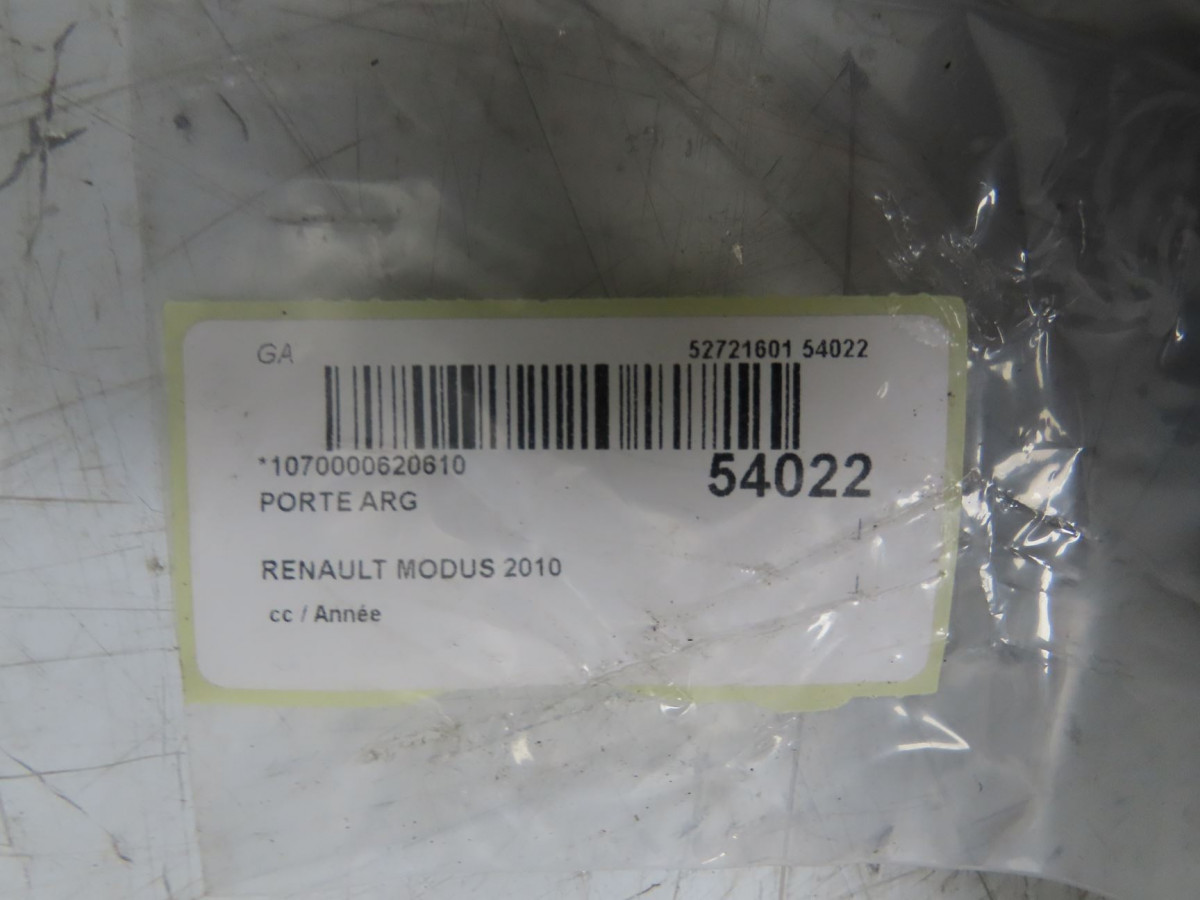 GA
52721601 54022
*1070000620610
54022
PORTE ARG
RENAULT MODUS 2010
cc / Année